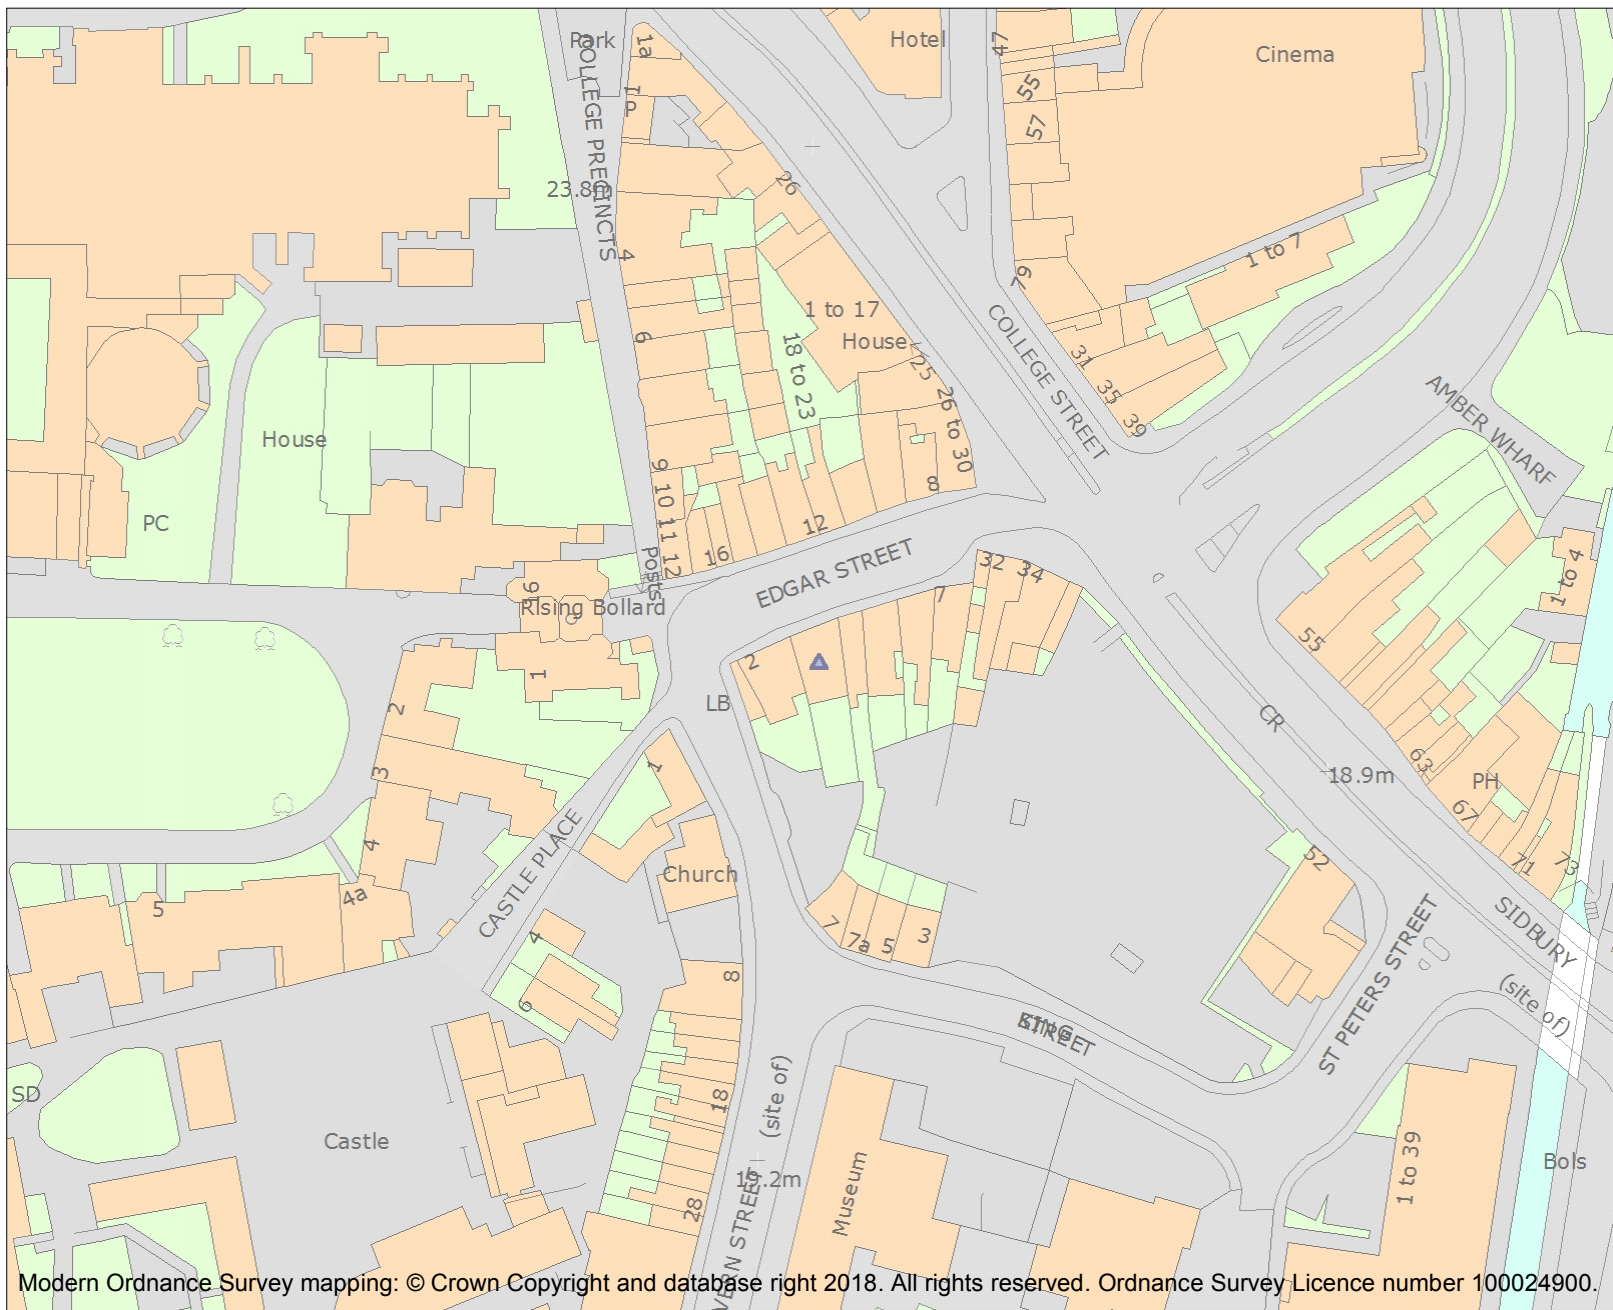 Park
1a
Hotel
47
Cinema
COLLEGE PRECINCTS
55
57
23.8m
26
4
1 to 7
79
1 to 17
House
6
18 to 23
COLLEGE STREET
25
31
35
39
26 to 30
AMBER WHARF
House
9
10
11
12
8
PC
12
16
Posts
EDGAR STREET
32
34
1 to 4
9
Rising Bollard
7
55
2
1
LB
2
CR
3
1
18.9m
63
PH
67
4
CASTLE PLACE
Church
52
71
73
4a
5
7
7a
5
3
4
SIDBURY
(site of)
8
6
KING STREET
ST PETERS STREET
SD
18
(site of)
Castle
19.2m
Museum
1 to 39
Bols
28
VERN STREET
Modern Ordnance Survey mapping: © Crown Copyright and database right 2018. All rights reserved. Ordnance Survey Licence number 100024900.